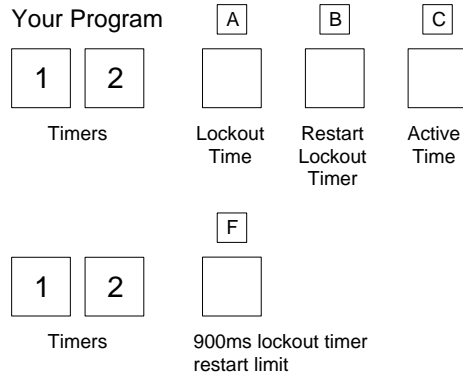 Your Program A B C
1 2
Timers Lockout Restart Active
Time Lockout Time
Timer
F
1 2
Timers 900ms lockout timer
restart limit